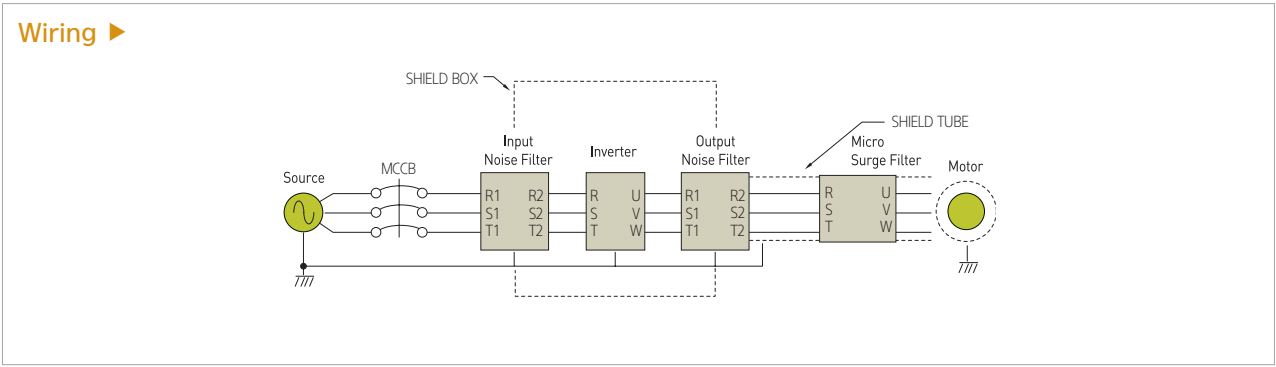 Wiring ▶
SHIELD BOX
SHIELD TUBE
Input
Noise Filter
Inverter
Output
Noise Filter
Micro
Surge Filter
Motor
Source
MCCB
R1 R2
S1 S2
T1 T2
R U
S V
T W
R1 R2
S1 S2
T1 T2
R U
S V
T W